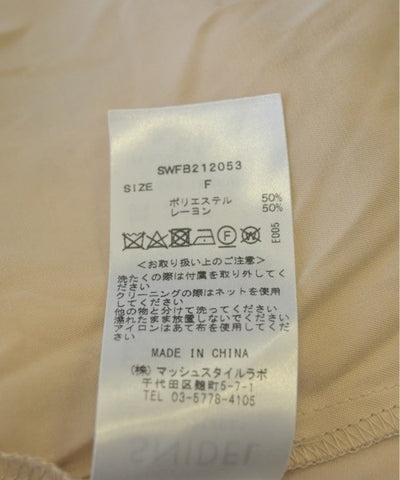 SWFB212053
SIZE F
ポリエステル 50%
レーヨン 50%
E005
<お取り扱い上のご注意>
洗たくの際は付属を取り外してく
ださい
クリーニングの際はネットを使用
してください
他の物と分けて洗ってください
濡れたまま放置しないでください
アイロンはあて布を使用してくださ
い
MADE IN CHINA
(株)マッシュスタイルラボ
千代田区麹町5-7-1
TEL 03-5778-4105
SNIDEL